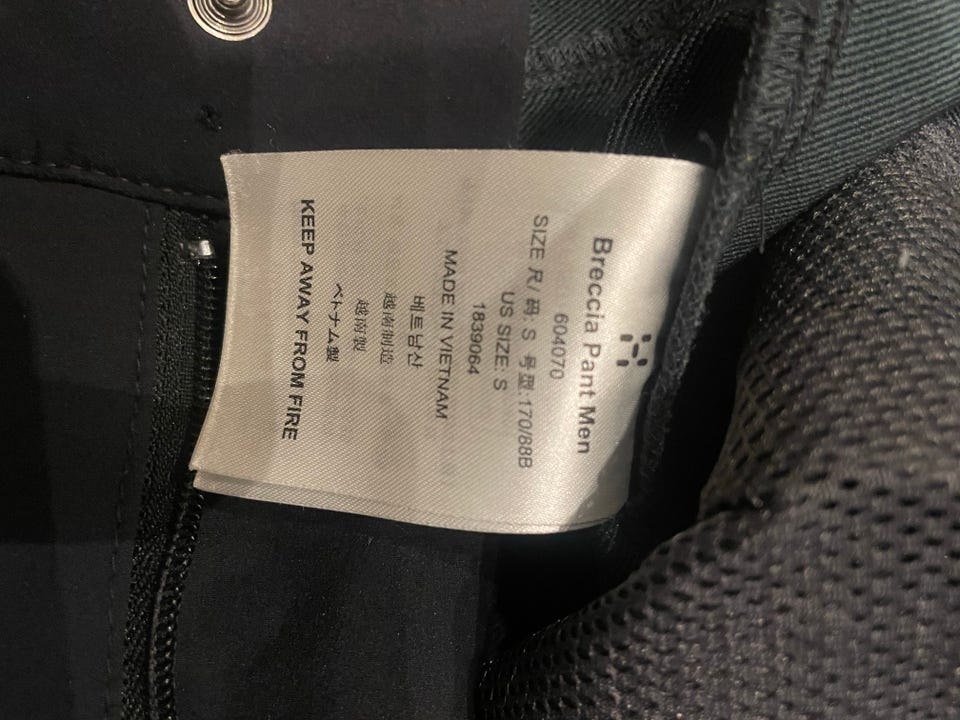 Breccia Pant Men
604070
SIZE 尺/码: S 号型:170/88B
US SIZE: S
1839064
MADE IN VIETNAM
베트남산
越南制造
越南製
ベトナム製
KEEP AWAY FROM FIRE